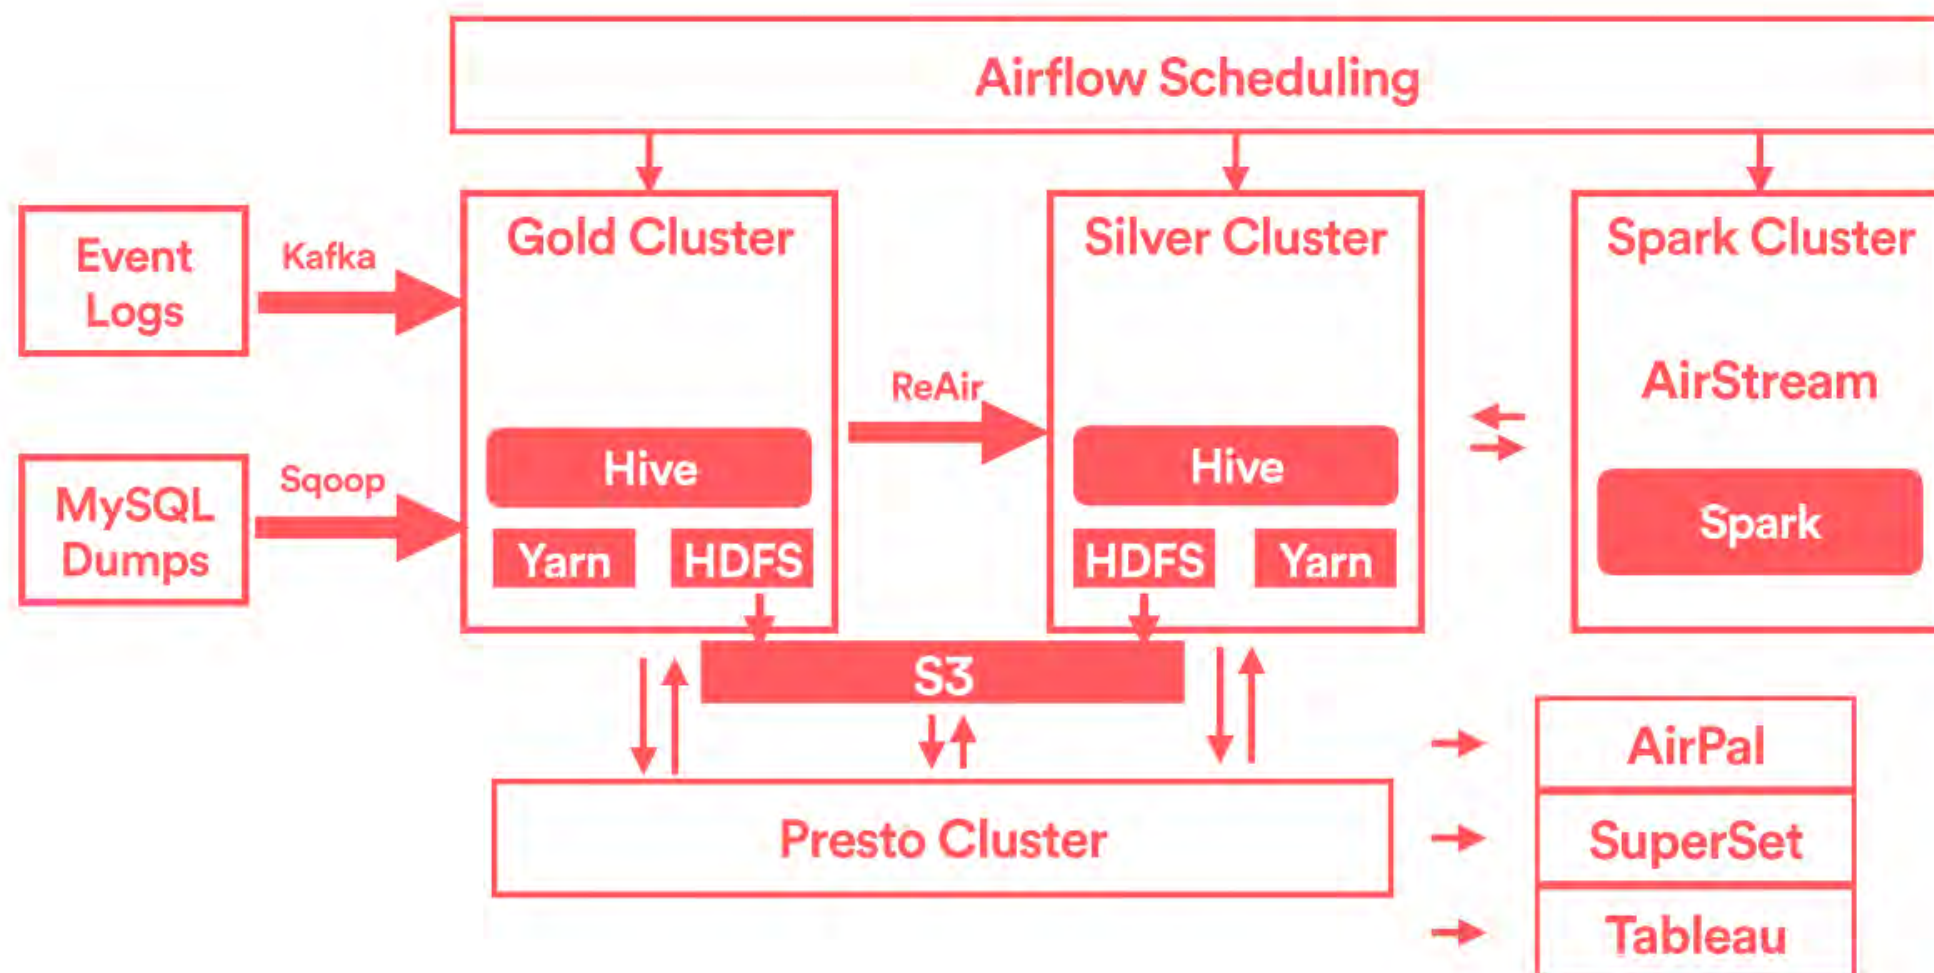 Airflow Scheduling
Event
Logs
Kafka
MySQL
Dumps
Sqoop
Gold Cluster
Hive
Yarn
HDFS
ReAir
Silver Cluster
Hive
HDFS
Yarn
Spark Cluster
AirStream
Spark
S3
Presto Cluster
AirPal
SuperSet
Tableau